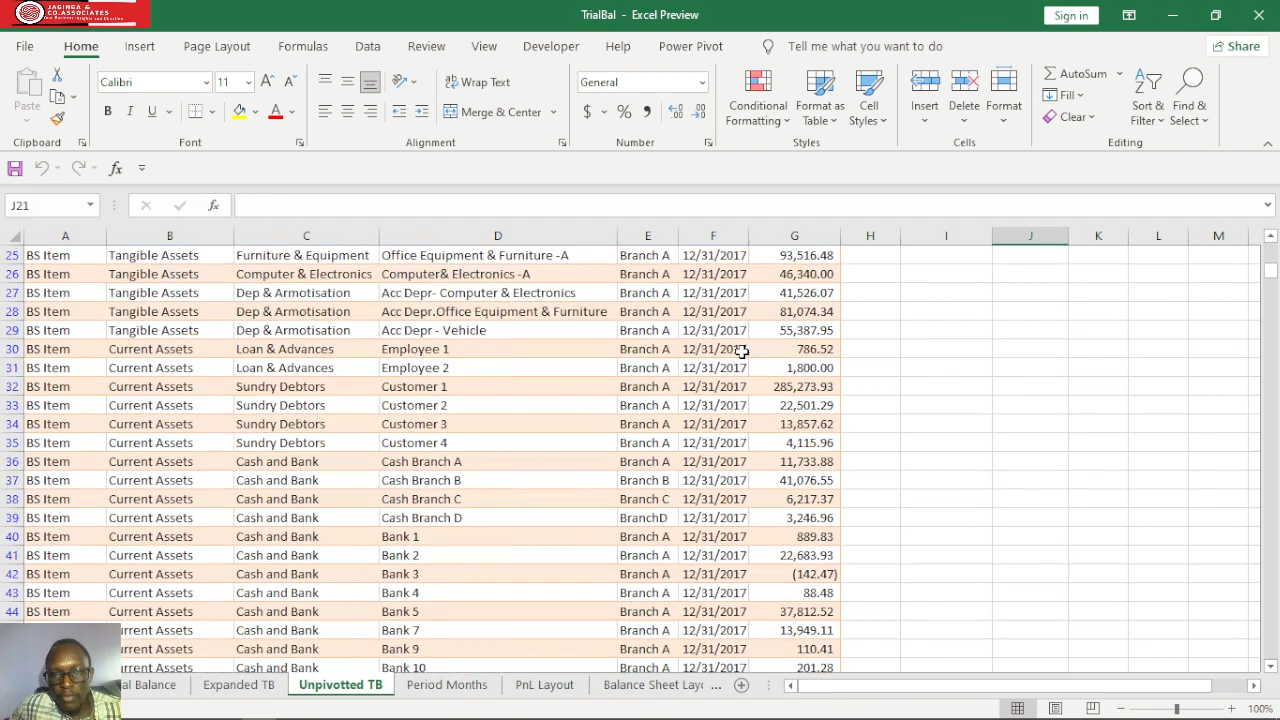 JAGINGA & CO.ASSOCIATES
Your Business Insights and Direction
TrialBal - Excel Preview
Sign in
File Home Insert Page Layout Formulas Data Review View Developer Help Power Pivot Tell me what you want to do Share
Paste
Calibri 11
B I U
Wrap Text
Merge & Center
General
$ % ,
Conditional Formatting
Format as Table
Cell Styles
Insert Delete Format
AutoSum
Fill
Clear
Sort & Filter
Find & Select
Clipboard Font Alignment Number Styles Cells Editing
J21 fx
A B C D E F G H I J K L M
25 BS Item Tangible Assets Furniture & Equipment Office Equipment & Furniture -A Branch A 12/31/2017 93,516.48
26 BS Item Tangible Assets Computer & Electronics Computer& Electronics -A Branch A 12/31/2017 46,340.00
27 BS Item Tangible Assets Dep & Armotisation Acc Depr- Computer & Electronics Branch A 12/31/2017 41,526.07
28 BS Item Tangible Assets Dep & Armotisation Acc Depr.Office Equipment & Furniture Branch A 12/31/2017 81,074.34
29 BS Item Tangible Assets Dep & Armotisation Acc Depr - Vehicle Branch A 12/31/2017 55,387.95
30 BS Item Current Assets Loan & Advances Employee 1 Branch A 12/31/2017 786.52
31 BS Item Current Assets Loan & Advances Employee 2 Branch A 12/31/2017 1,800.00
32 BS Item Current Assets Sundry Debtors Customer 1 Branch A 12/31/2017 285,273.93
33 BS Item Current Assets Sundry Debtors Customer 2 Branch A 12/31/2017 22,501.29
34 BS Item Current Assets Sundry Debtors Customer 3 Branch A 12/31/2017 13,857.62
35 BS Item Current Assets Sundry Debtors Customer 4 Branch A 12/31/2017 4,115.96
36 BS Item Current Assets Cash and Bank Cash Branch A Branch A 12/31/2017 11,733.88
37 BS Item Current Assets Cash and Bank Cash Branch B Branch B 12/31/2017 41,076.55
38 BS Item Current Assets Cash and Bank Cash Branch C Branch C 12/31/2017 6,217.37
39 BS Item Current Assets Cash and Bank Cash Branch D BranchD 12/31/2017 3,246.96
40 BS Item Current Assets Cash and Bank Bank 1 Branch A 12/31/2017 889.83
41 BS Item Current Assets Cash and Bank Bank 2 Branch A 12/31/2017 22,683.93
42 BS Item Current Assets Cash and Bank Bank 3 Branch A 12/31/2017 (142.47)
43 BS Item Current Assets Cash and Bank Bank 4 Branch A 12/31/2017 88.48
44 BS Item Current Assets Cash and Bank Bank 5 Branch A 12/31/2017 37,812.52
urrent Assets Cash and Bank Bank 7 Branch A 12/31/2017 13,949.11
urrent Assets Cash and Bank Bank 9 Branch A 12/31/2017 110.41
urrent Assets Cash and Bank Bank 10 Branch A 12/31/2017 201.28
al Balance Expanded TB Unpivotted TB Period Months PnL Layout Balance Sheet Layo ...
100%